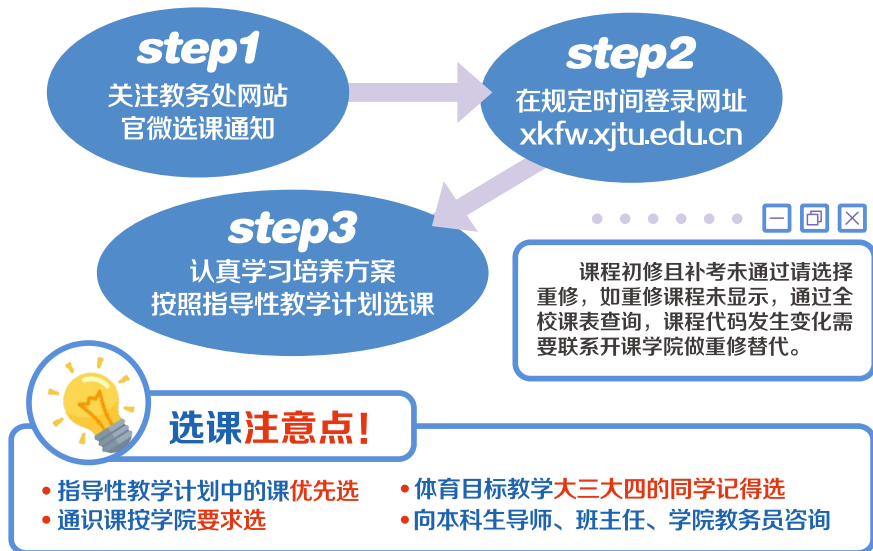 step1
关注教务处网站
官微选课通知
step2
在规定时间登录网址
xkfw.xjtu.edu.cn
step3
认真学习培养方案
按照指导性教学计划选课
课程初修且补考未通过请选择
重修，如重修课程未显示，通过全
校课表查询，课程代码发生变化需
要联系开课学院做重修替代。
选课注意点！
•指导性教学计划中的课优先选
•通识课按学院要求选
•体育目标教学大三大四的同学记得选
•向本科生导师、班主任、学院教务员咨询